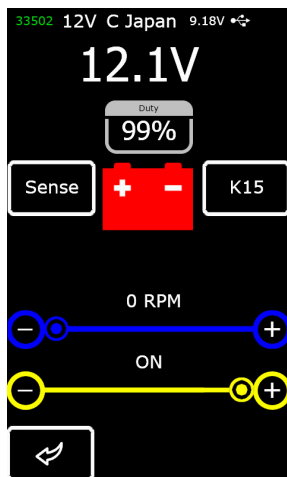 33502 12V C Japan 9.18V
12.1V
Duty
99%
Sense + - K15
0 RPM
- +
ON
- +